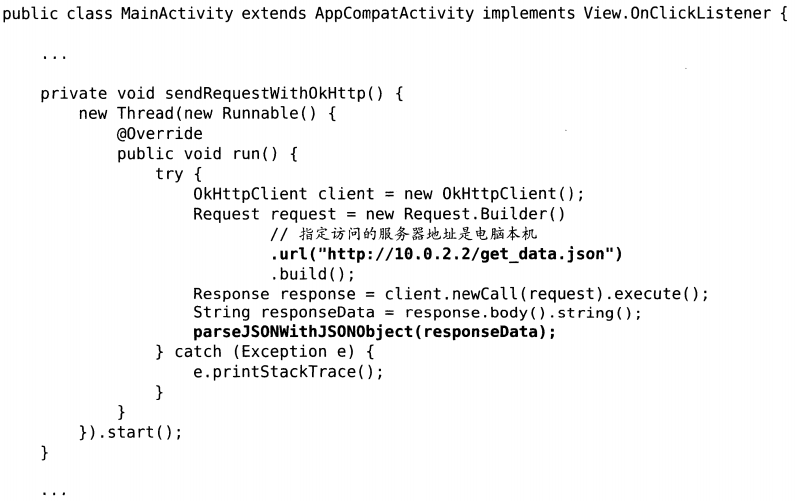 public class MainActivity extends AppCompatActivity implements View.OnClickListener {
...
private void sendRequestWithOkHttp() {
new Thread(new Runnable() {
@Override
public void run() {
try {
OkHttpClient client = new OkHttpClient();
Request request = new Request.Builder()
// 指定访问的服务器地址是电脑本机
.url("http://10.0.2.2/get_data.json")
.build();
Response response = client.newCall(request).execute();
String responseData = response.body().string();
parseJSONWithJSONObject(responseData);
} catch (Exception e) {
e.printStackTrace();
}
}
}).start();
}
...